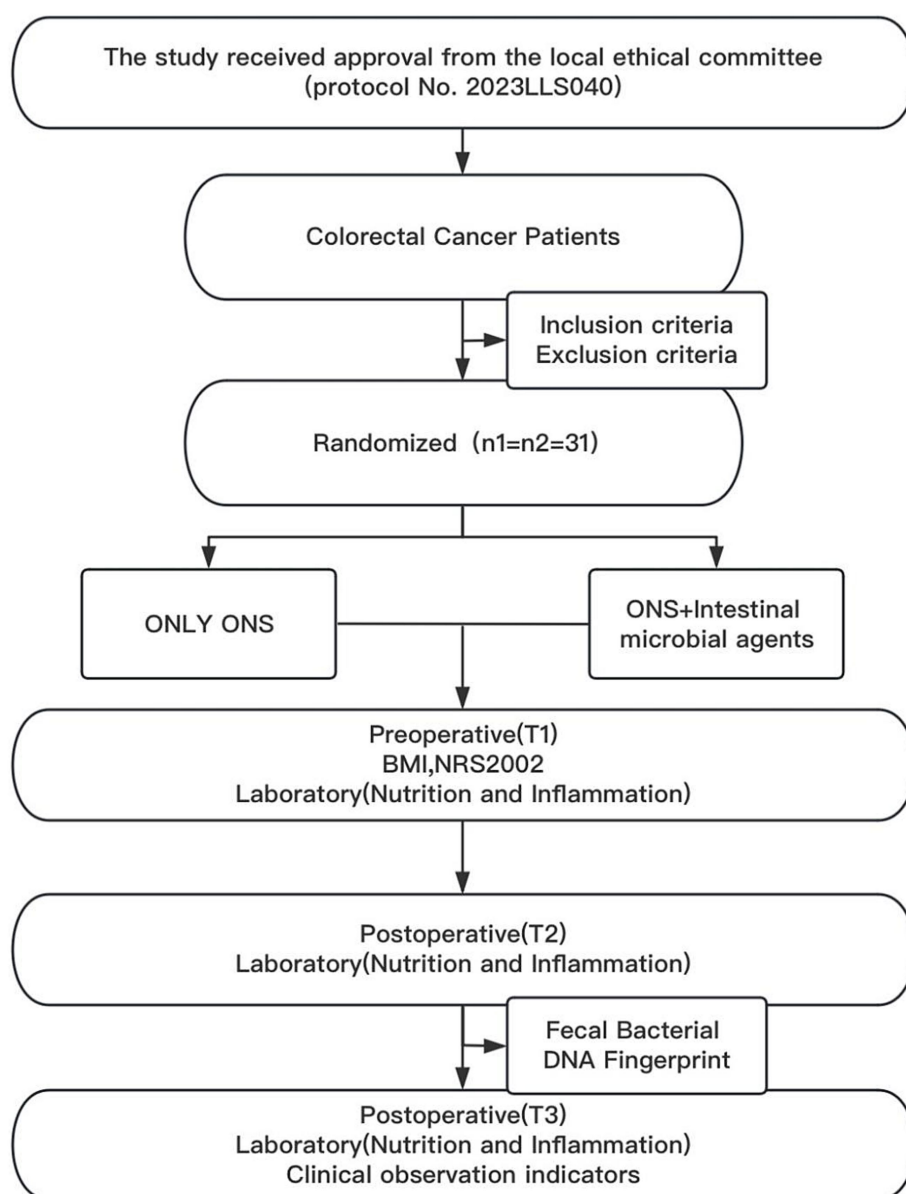 The study received approval from the local ethical committee
(protocol No. 2023LLS040)
Colorectal Cancer Patients
Inclusion criteria
Exclusion criteria
Randomized (n1=n2=31)
ONLY ONS
ONS+Intestinal
microbial agents
Preoperative(T1)
BMI,NRS2002
Laboratory(Nutrition and Inflammation)
Postoperative(T2)
Laboratory(Nutrition and Inflammation)
Fecal Bacterial
DNA Fingerprint
Postoperative(T3)
Laboratory(Nutrition and Inflammation)
Clinical observation indicators